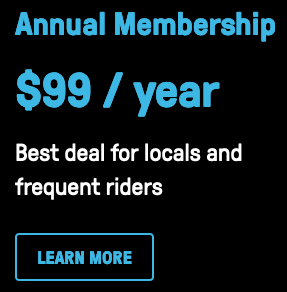 Annual Membership
$99 / year
Best deal for locals and
frequent riders
LEARN MORE